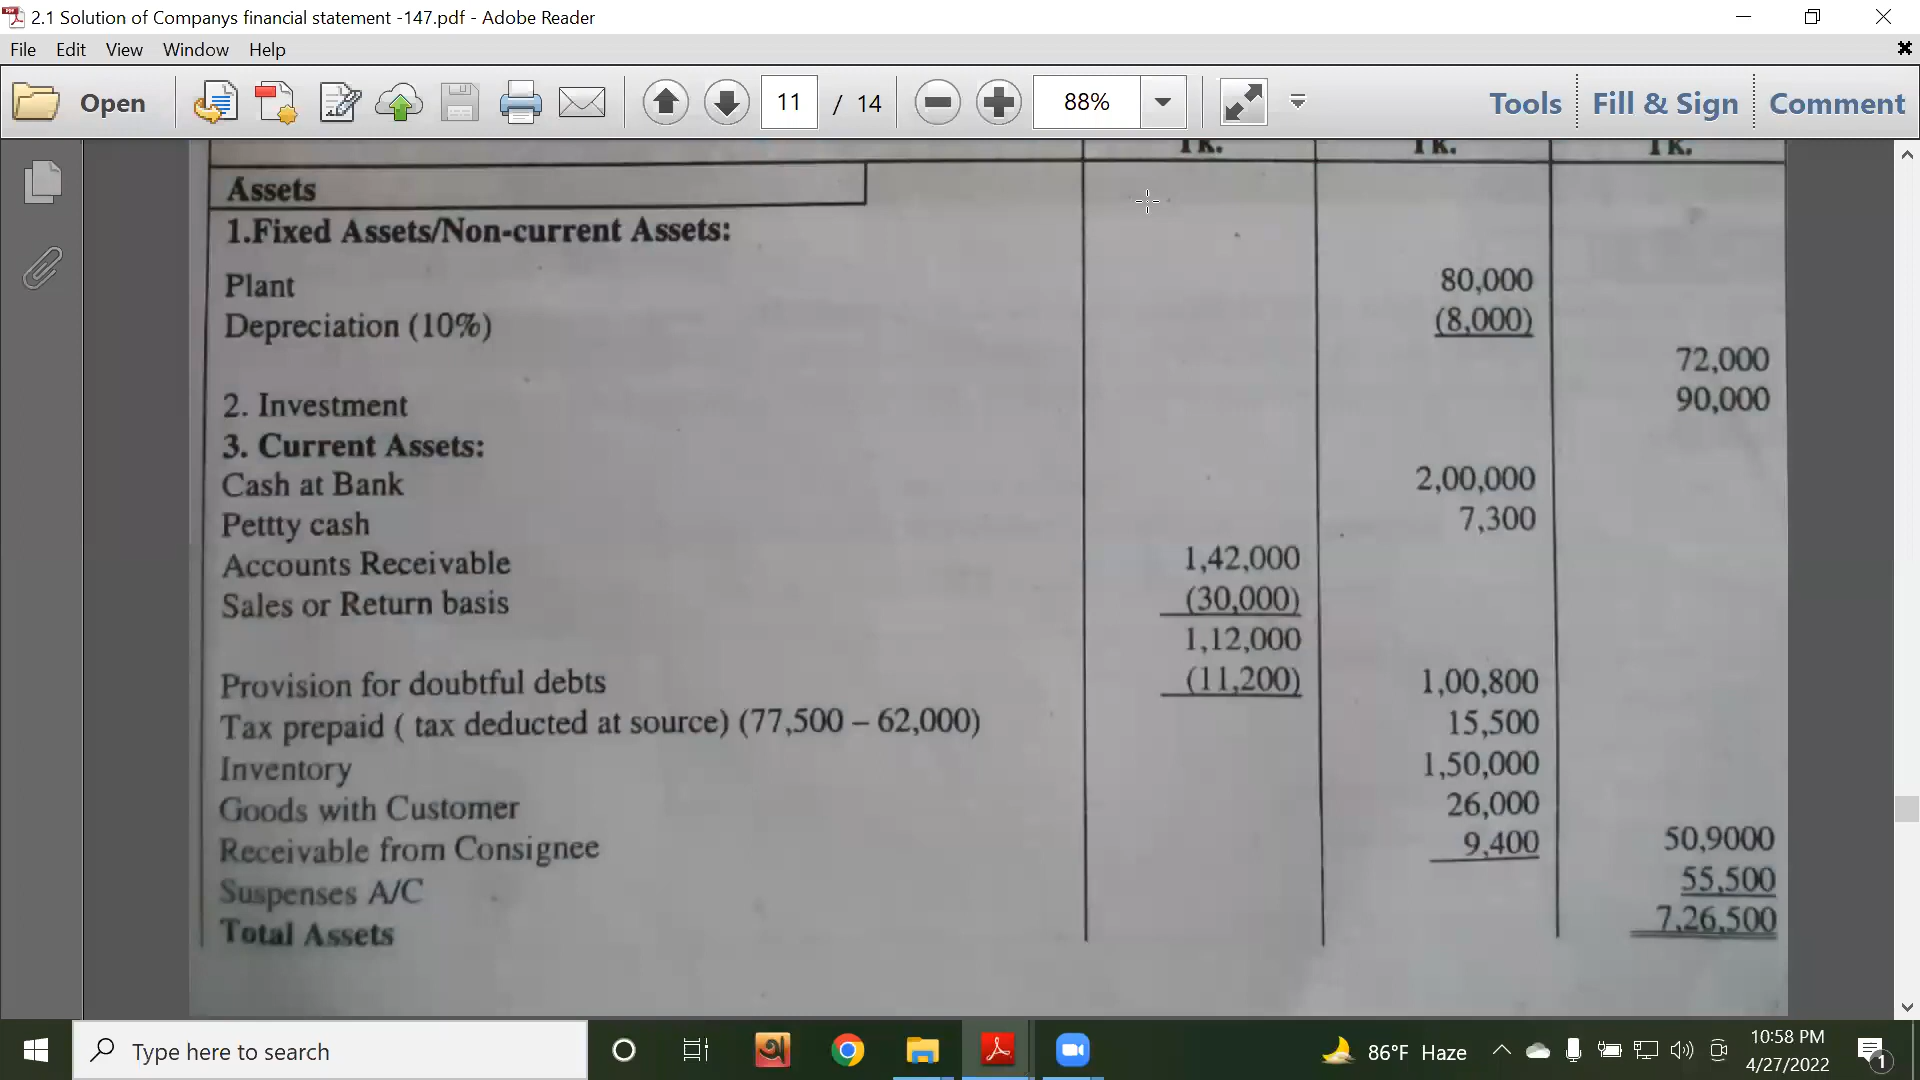 2.1 Solution of Companys financial statement -147.pdf - Adobe Reader
File Edit View Window Help
Open 11 / 14 88% Tools Fill & Sign Comment
TK. TK. TK.
Assets
1.Fixed Assets/Non-current Assets:
Plant 80,000
Depreciation (10%) (8,000)
72,000
2. Investment 90,000
3. Current Assets:
Cash at Bank 2,00,000
Pettty cash 7,300
Accounts Receivable 1,42,000
Sales or Return basis (30,000)
1,12,000
Provision for doubtful debts (11,200) 1,00,800
Tax prepaid ( tax deducted at source) (77,500 – 62,000) 15,500
Inventory 1,50,000
Goods with Customer 26,000
Receivable from Consignee 9,400 50,9000
Suspenses A/C 55,500
Total Assets 7,26,500
Type here to search
অ
86°F Haze
10:58 PM
4/27/2022
1